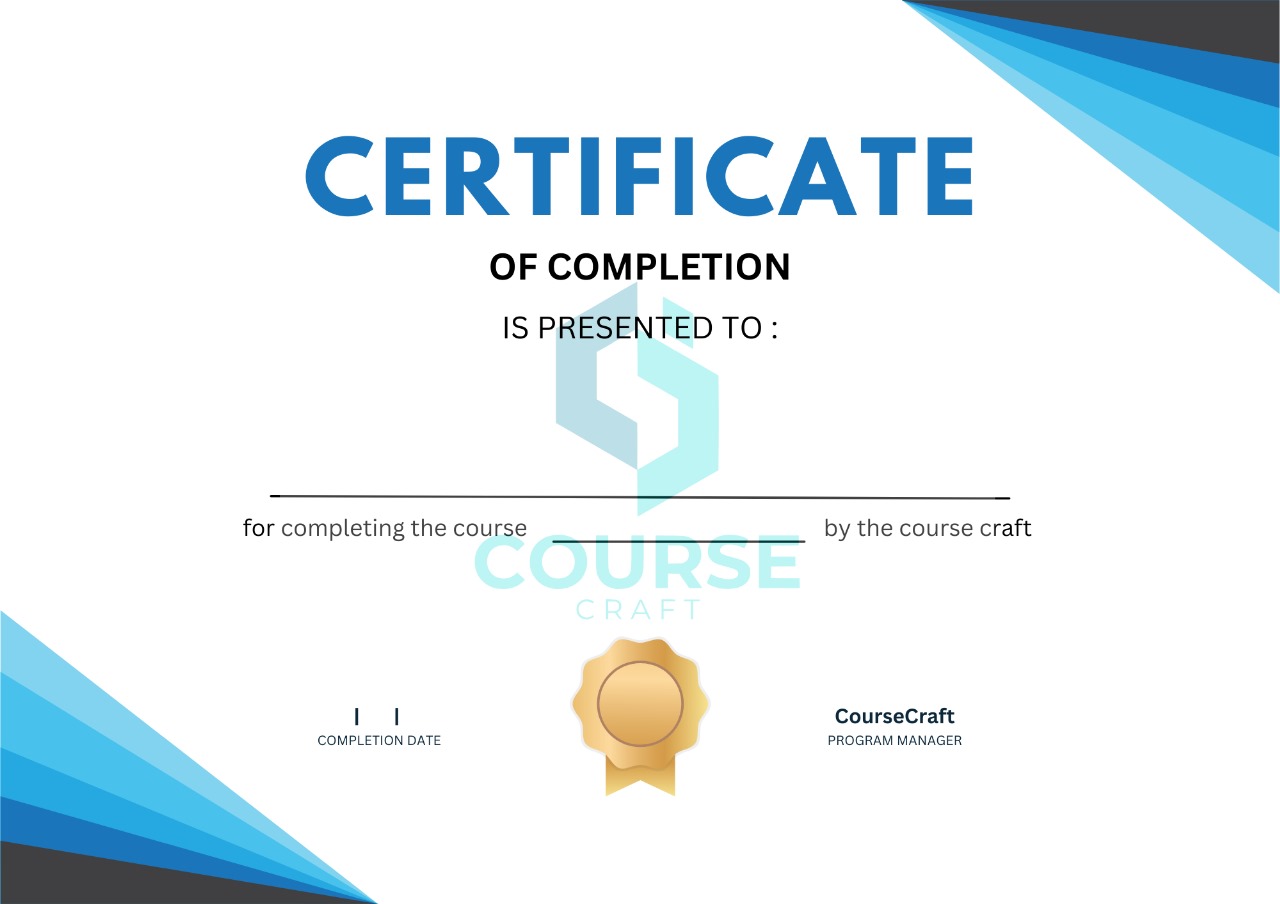 CERTIFICATE
OF COMPLETION
IS PRESENTED TO :
for completing the course by the course craft
COURSE
CRAFT
| |
COMPLETION DATE
CourseCraft
PROGRAM MANAGER